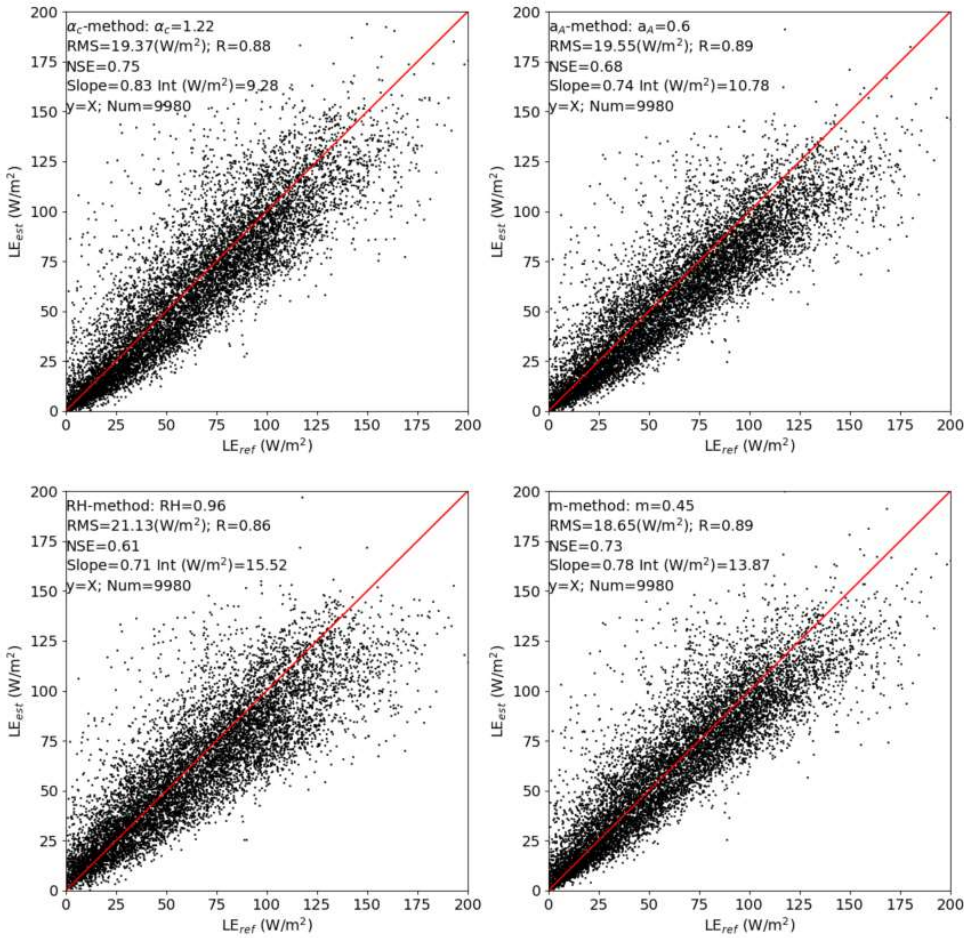 α_c-method: α_c=1.22
RMS=19.37(W/m²); R=0.88
NSE=0.75
Slope=0.83 Int (W/m²)=9.28
y=X; Num=9980
200
175
150
125
100
75
50
25
0
LE_est (W/m²)
0 25 50 75 100 125 150 175 200
LE_ref (W/m²)
a_A-method: a_A=0.6
RMS=19.55(W/m²); R=0.89
NSE=0.68
Slope=0.74 Int (W/m²)=10.78
y=X; Num=9980
200
175
150
125
100
75
50
25
0
LE_est (W/m²)
0 25 50 75 100 125 150 175 200
LE_ref (W/m²)
RH-method: RH=0.96
RMS=21.13(W/m²); R=0.86
NSE=0.61
Slope=0.71 Int (W/m²)=15.52
y=X; Num=9980
200
175
150
125
100
75
50
25
0
LE_est (W/m²)
0 25 50 75 100 125 150 175 200
LE_ref (W/m²)
m-method: m=0.45
RMS=18.65(W/m²); R=0.89
NSE=0.73
Slope=0.78 Int (W/m²)=13.87
y=X; Num=9980
200
175
150
125
100
75
50
25
0
LE_est (W/m²)
0 25 50 75 100 125 150 175 200
LE_ref (W/m²)